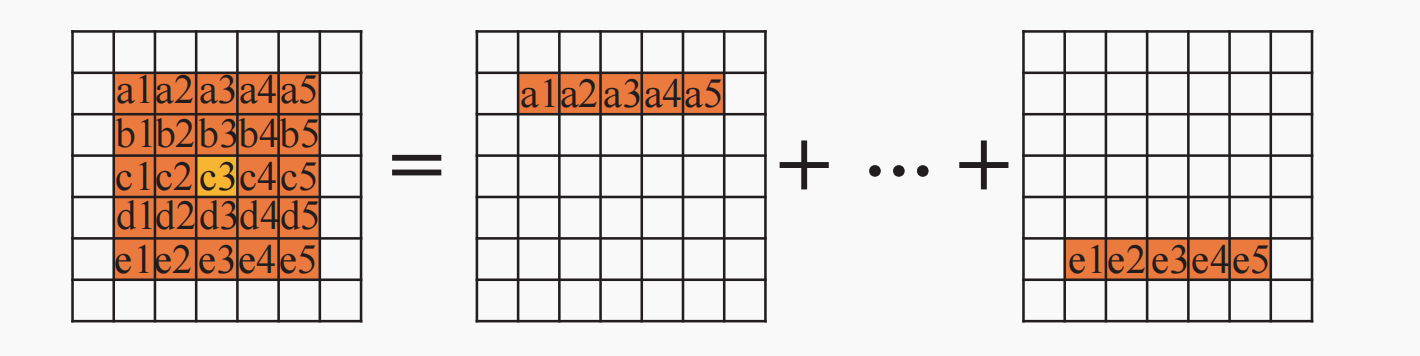 a1 a2 a3 a4 a5
b1 b2 b3 b4 b5
c1 c2 c3 c4 c5
d1 d2 d3 d4 d5
e1 e2 e3 e4 e5
=
a1 a2 a3 a4 a5
+ ... +
e1 e2 e3 e4 e5